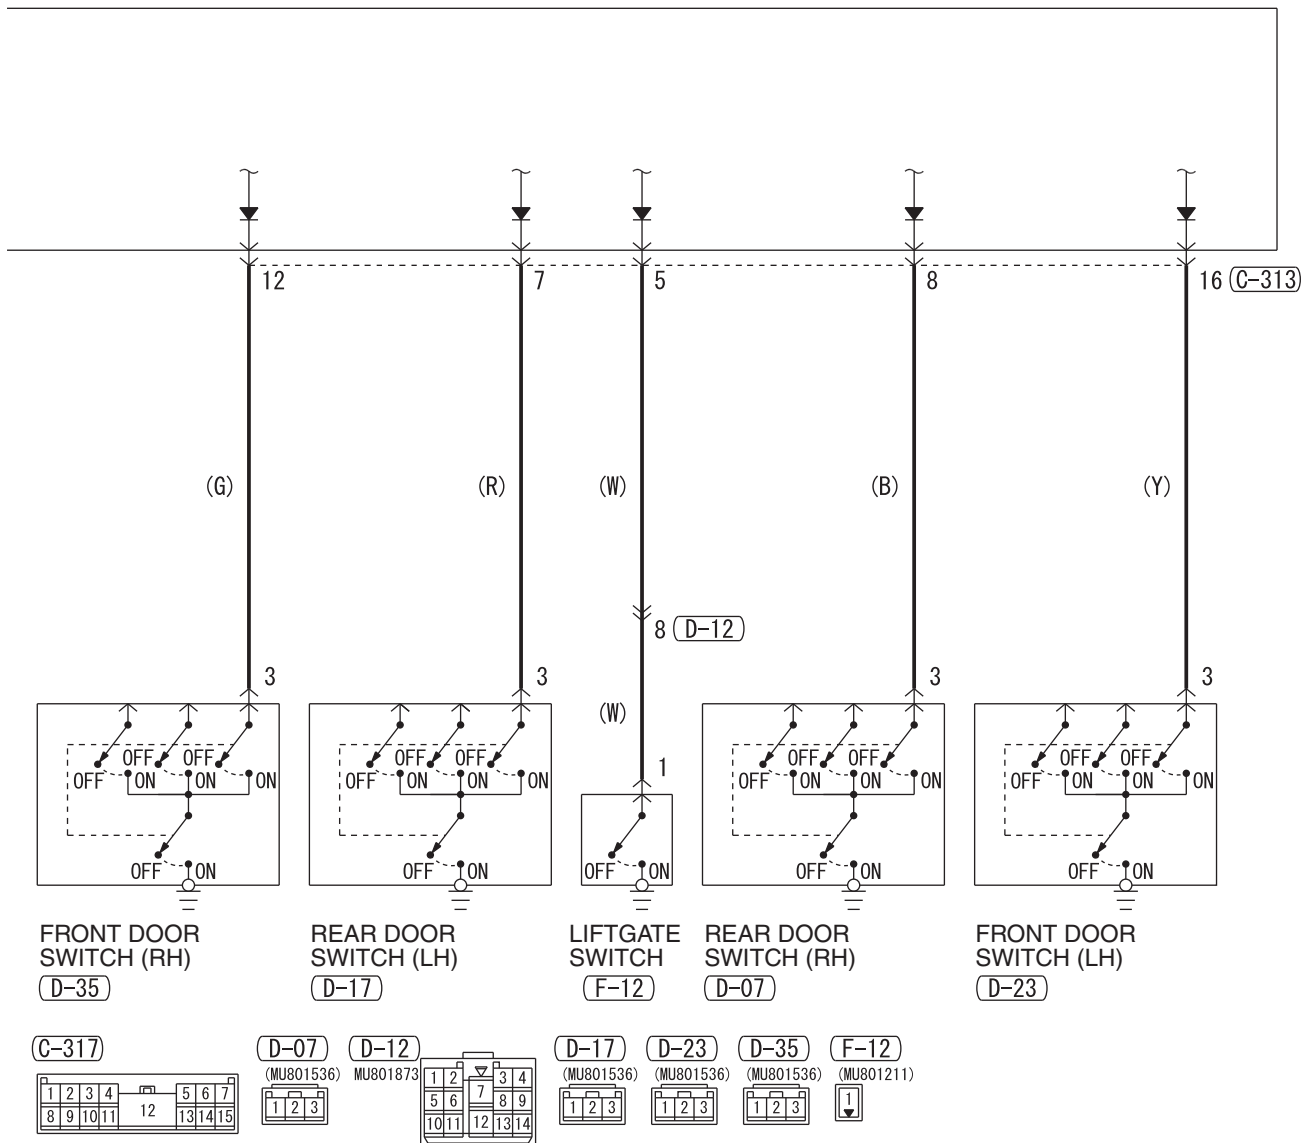 12
7
5
8
16 (C-313)
(G)
(R)
(W)
(B)
(Y)
8 (D-12)
3
3
(W)
3
3
1
OFF OFF OFF
OFF ON ON ON
OFF ON
OFF OFF OFF
OFF ON ON ON
OFF ON
OFF ON
OFF OFF
OFF ON ON ON
OFF ON
OFF OFF
OFF ON ON ON
OFF ON
FRONT DOOR
SWITCH (RH)
D-35
REAR DOOR
SWITCH (LH)
D-17
LIFTGATE
SWITCH
F-12
REAR DOOR
SWITCH (RH)
D-07
FRONT DOOR
SWITCH (LH)
D-23
C-317
1 2 3 4 5 6 7
8 9 10 11 12 13 14 15
D-07
(MU801536)
1 2 3
D-12
MU801873
1 2 3 4
5 6 7 8 9
10 11 12 13 14
D-17
(MU801536)
1 2 3
D-23
(MU801536)
1 2 3
D-35
(MU801536)
1 2 3
F-12
(MU801211)
1